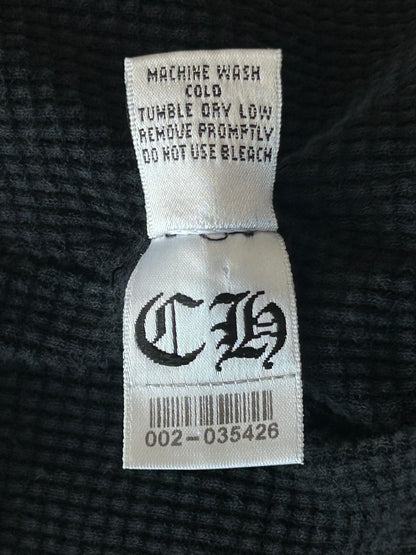 MACHINE WASH
COLD
TUMBLE DRY LOW
REMOVE PROMPTLY
DO NOT USE BLEACH
CH
002-035426